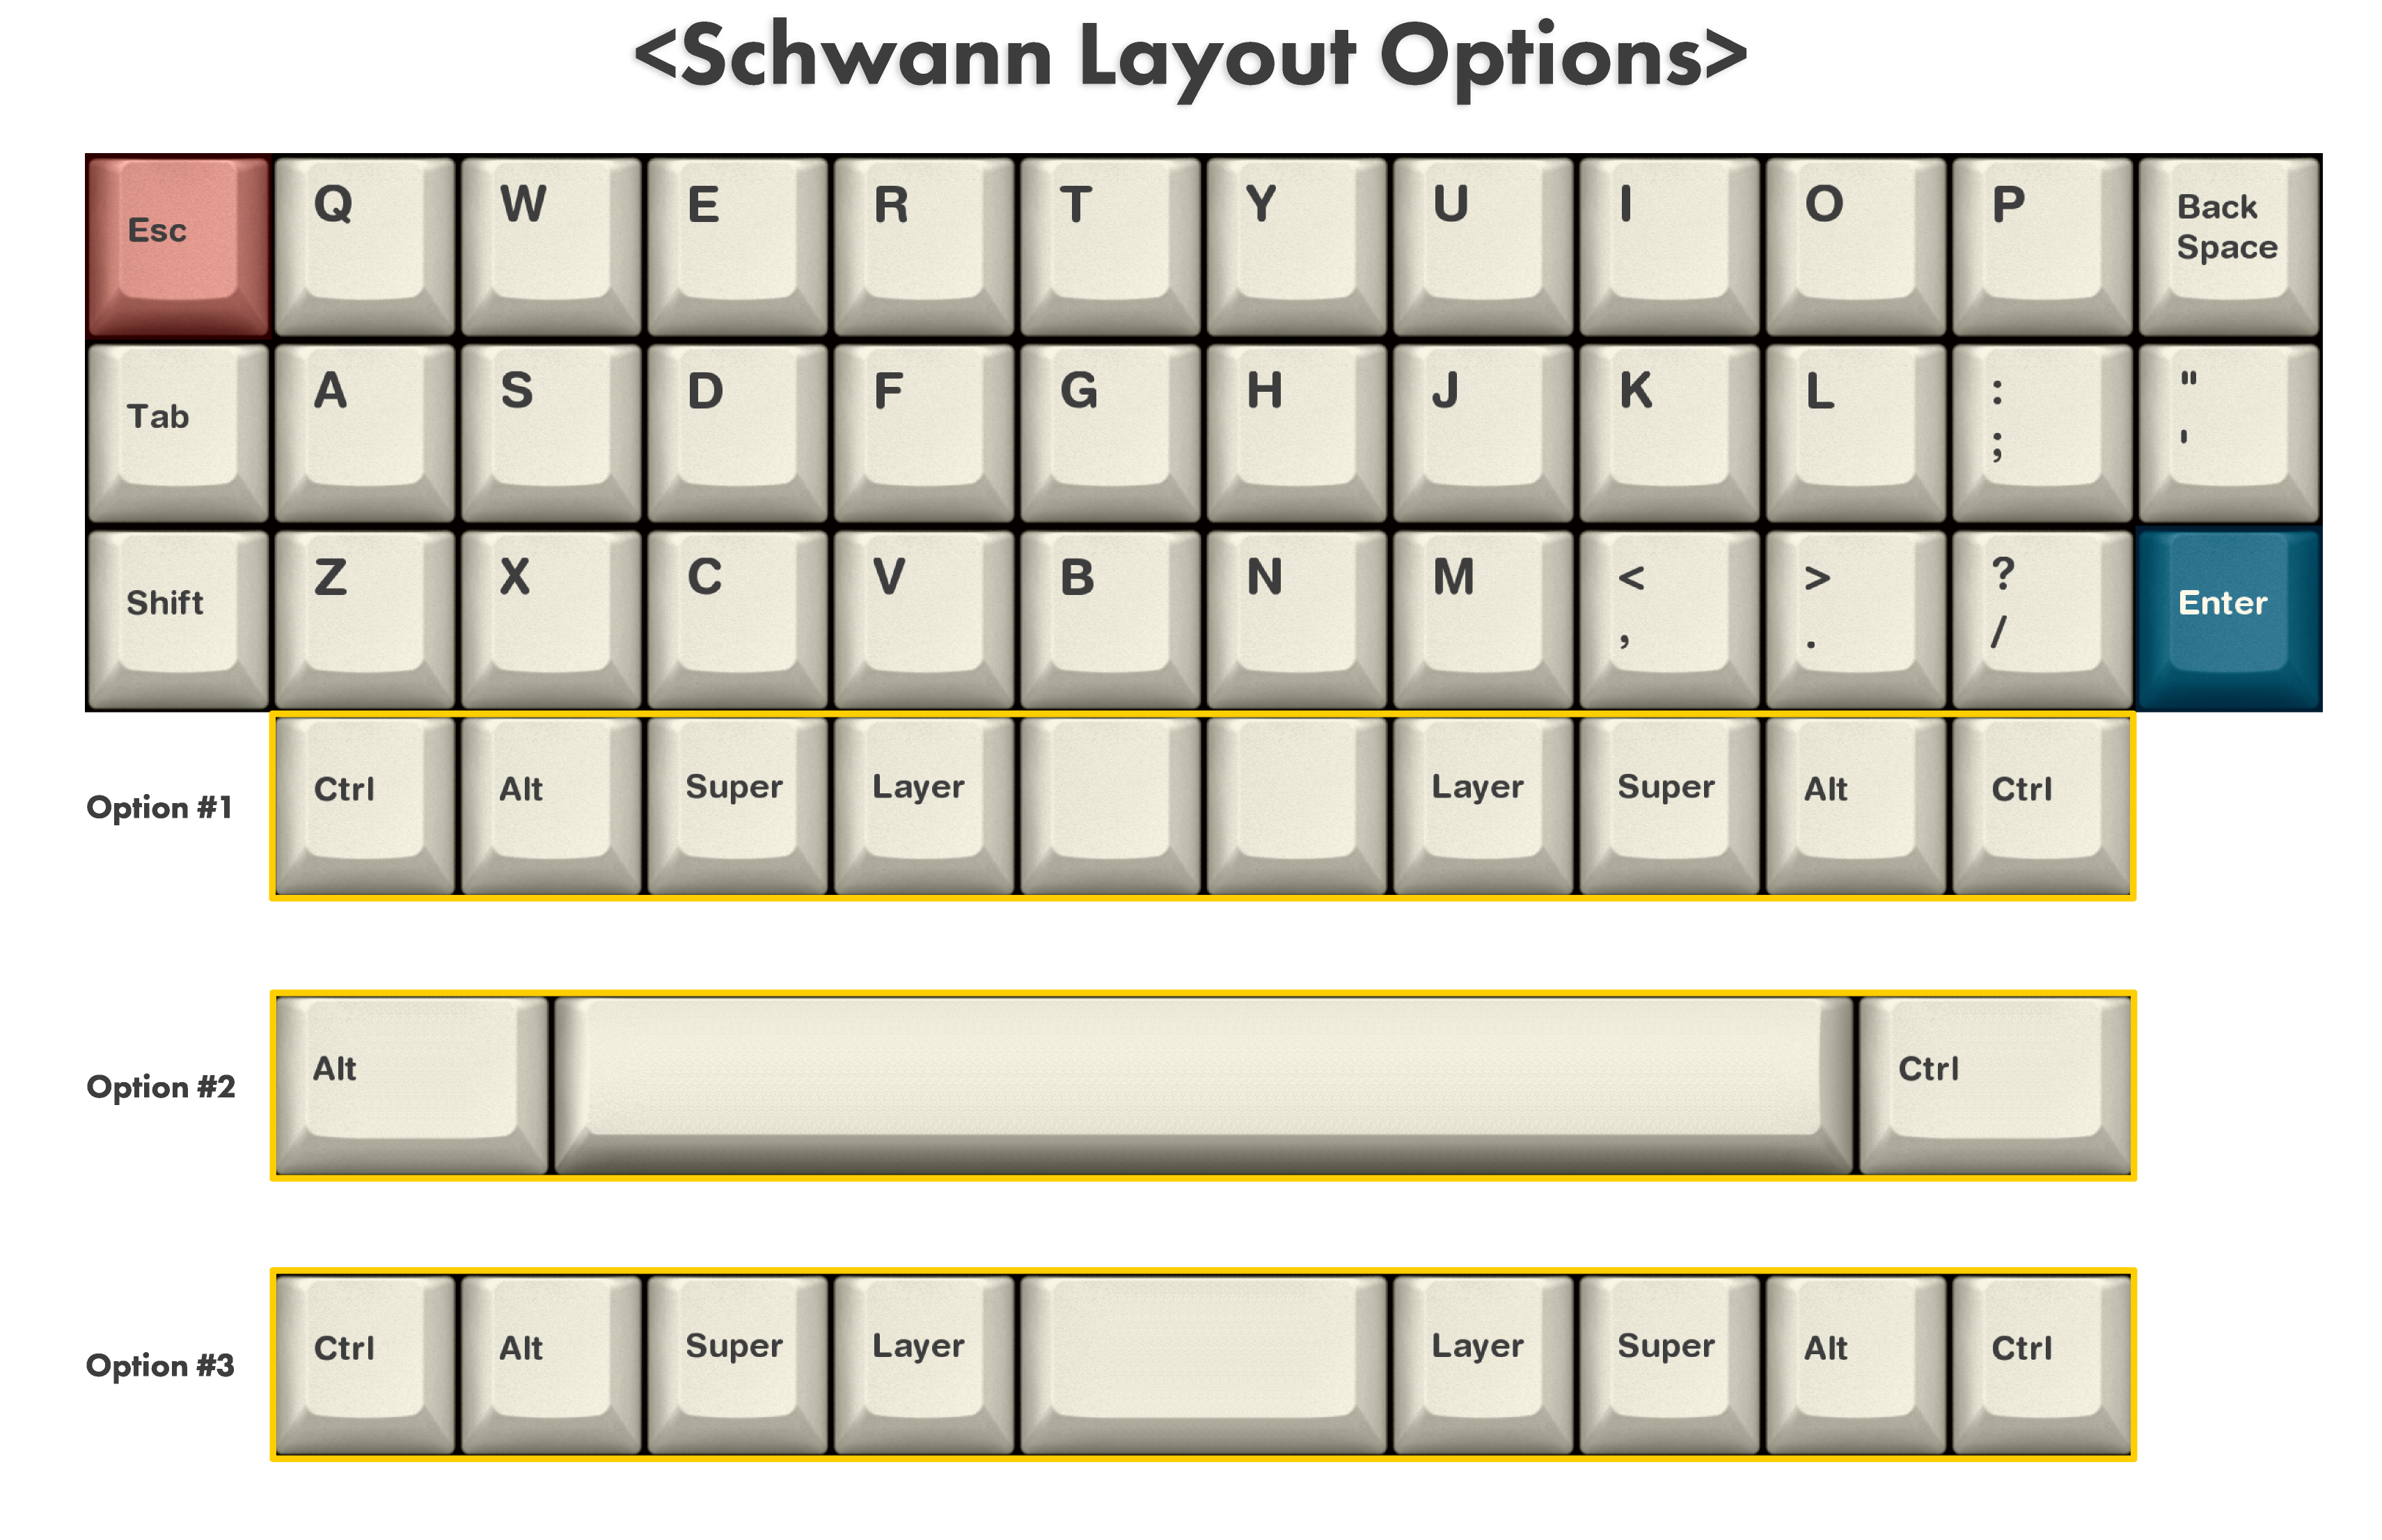 <Schwann Layout Options>
Esc Q W E R T Y U I O P Back Space
Tab A S D F G H J K L : ; " '
Shift Z X C V B N M < , > . ? / Enter
Option #1 Ctrl Alt Super Layer Layer Super Alt Ctrl
Option #2 Alt Ctrl
Option #3 Ctrl Alt Super Layer Layer Super Alt Ctrl